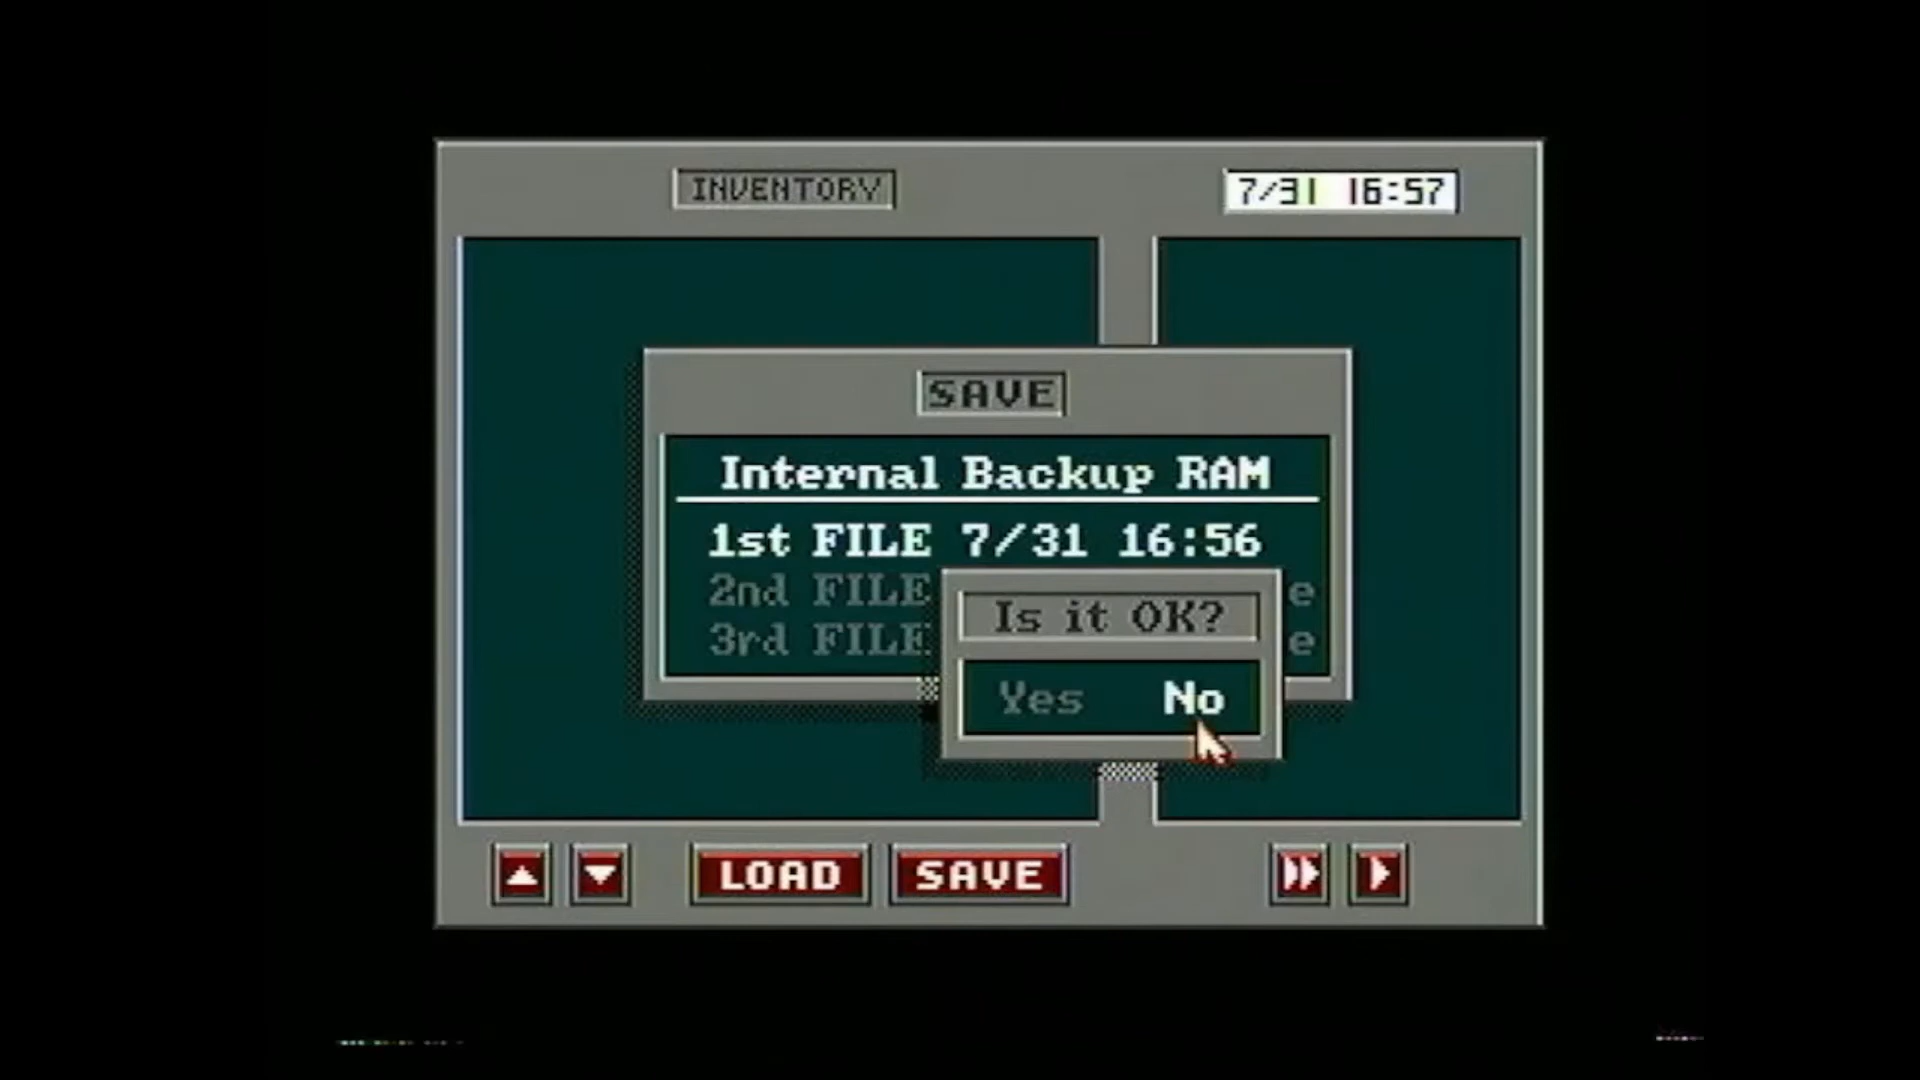 INVENTORY
7/31 16:57
SAVE
Internal Backup RAM
1st FILE 7/31 16:56
2nd FILE
3rd FILE
Is it OK?
Yes No
LOAD SAVE